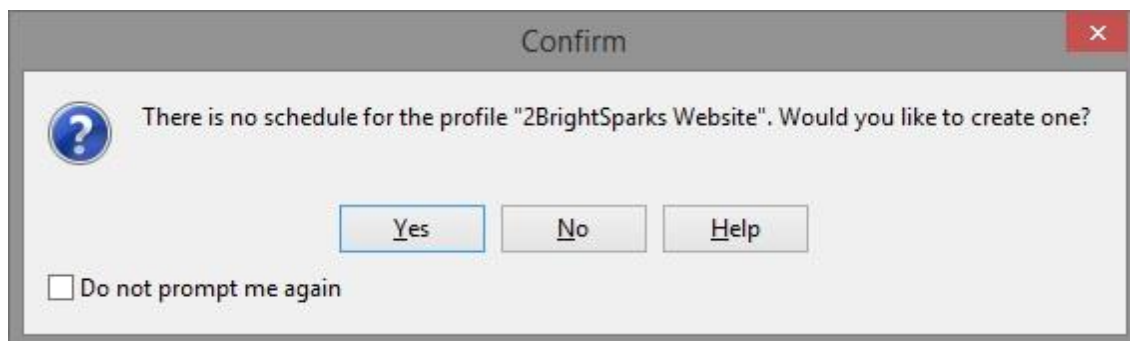 Confirm
There is no schedule for the profile "2BrightSparks Website". Would you like to create one?
Yes
No
Help
Do not prompt me again